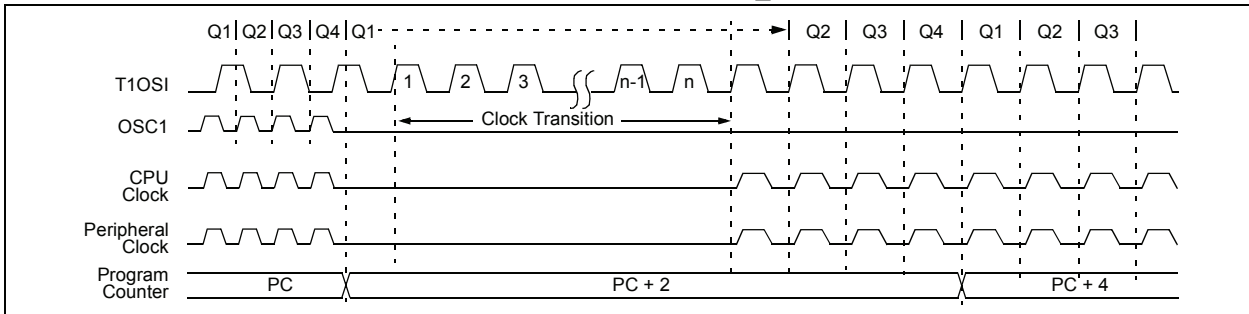 Q1 Q2 Q3 Q4 Q1 Q2 Q3 Q4 Q1 Q2 Q3
T1OSI 1 2 3 n-1 n
OSC1 Clock Transition
CPU
Clock
Peripheral
Clock
Program
Counter PC PC + 2 PC + 4